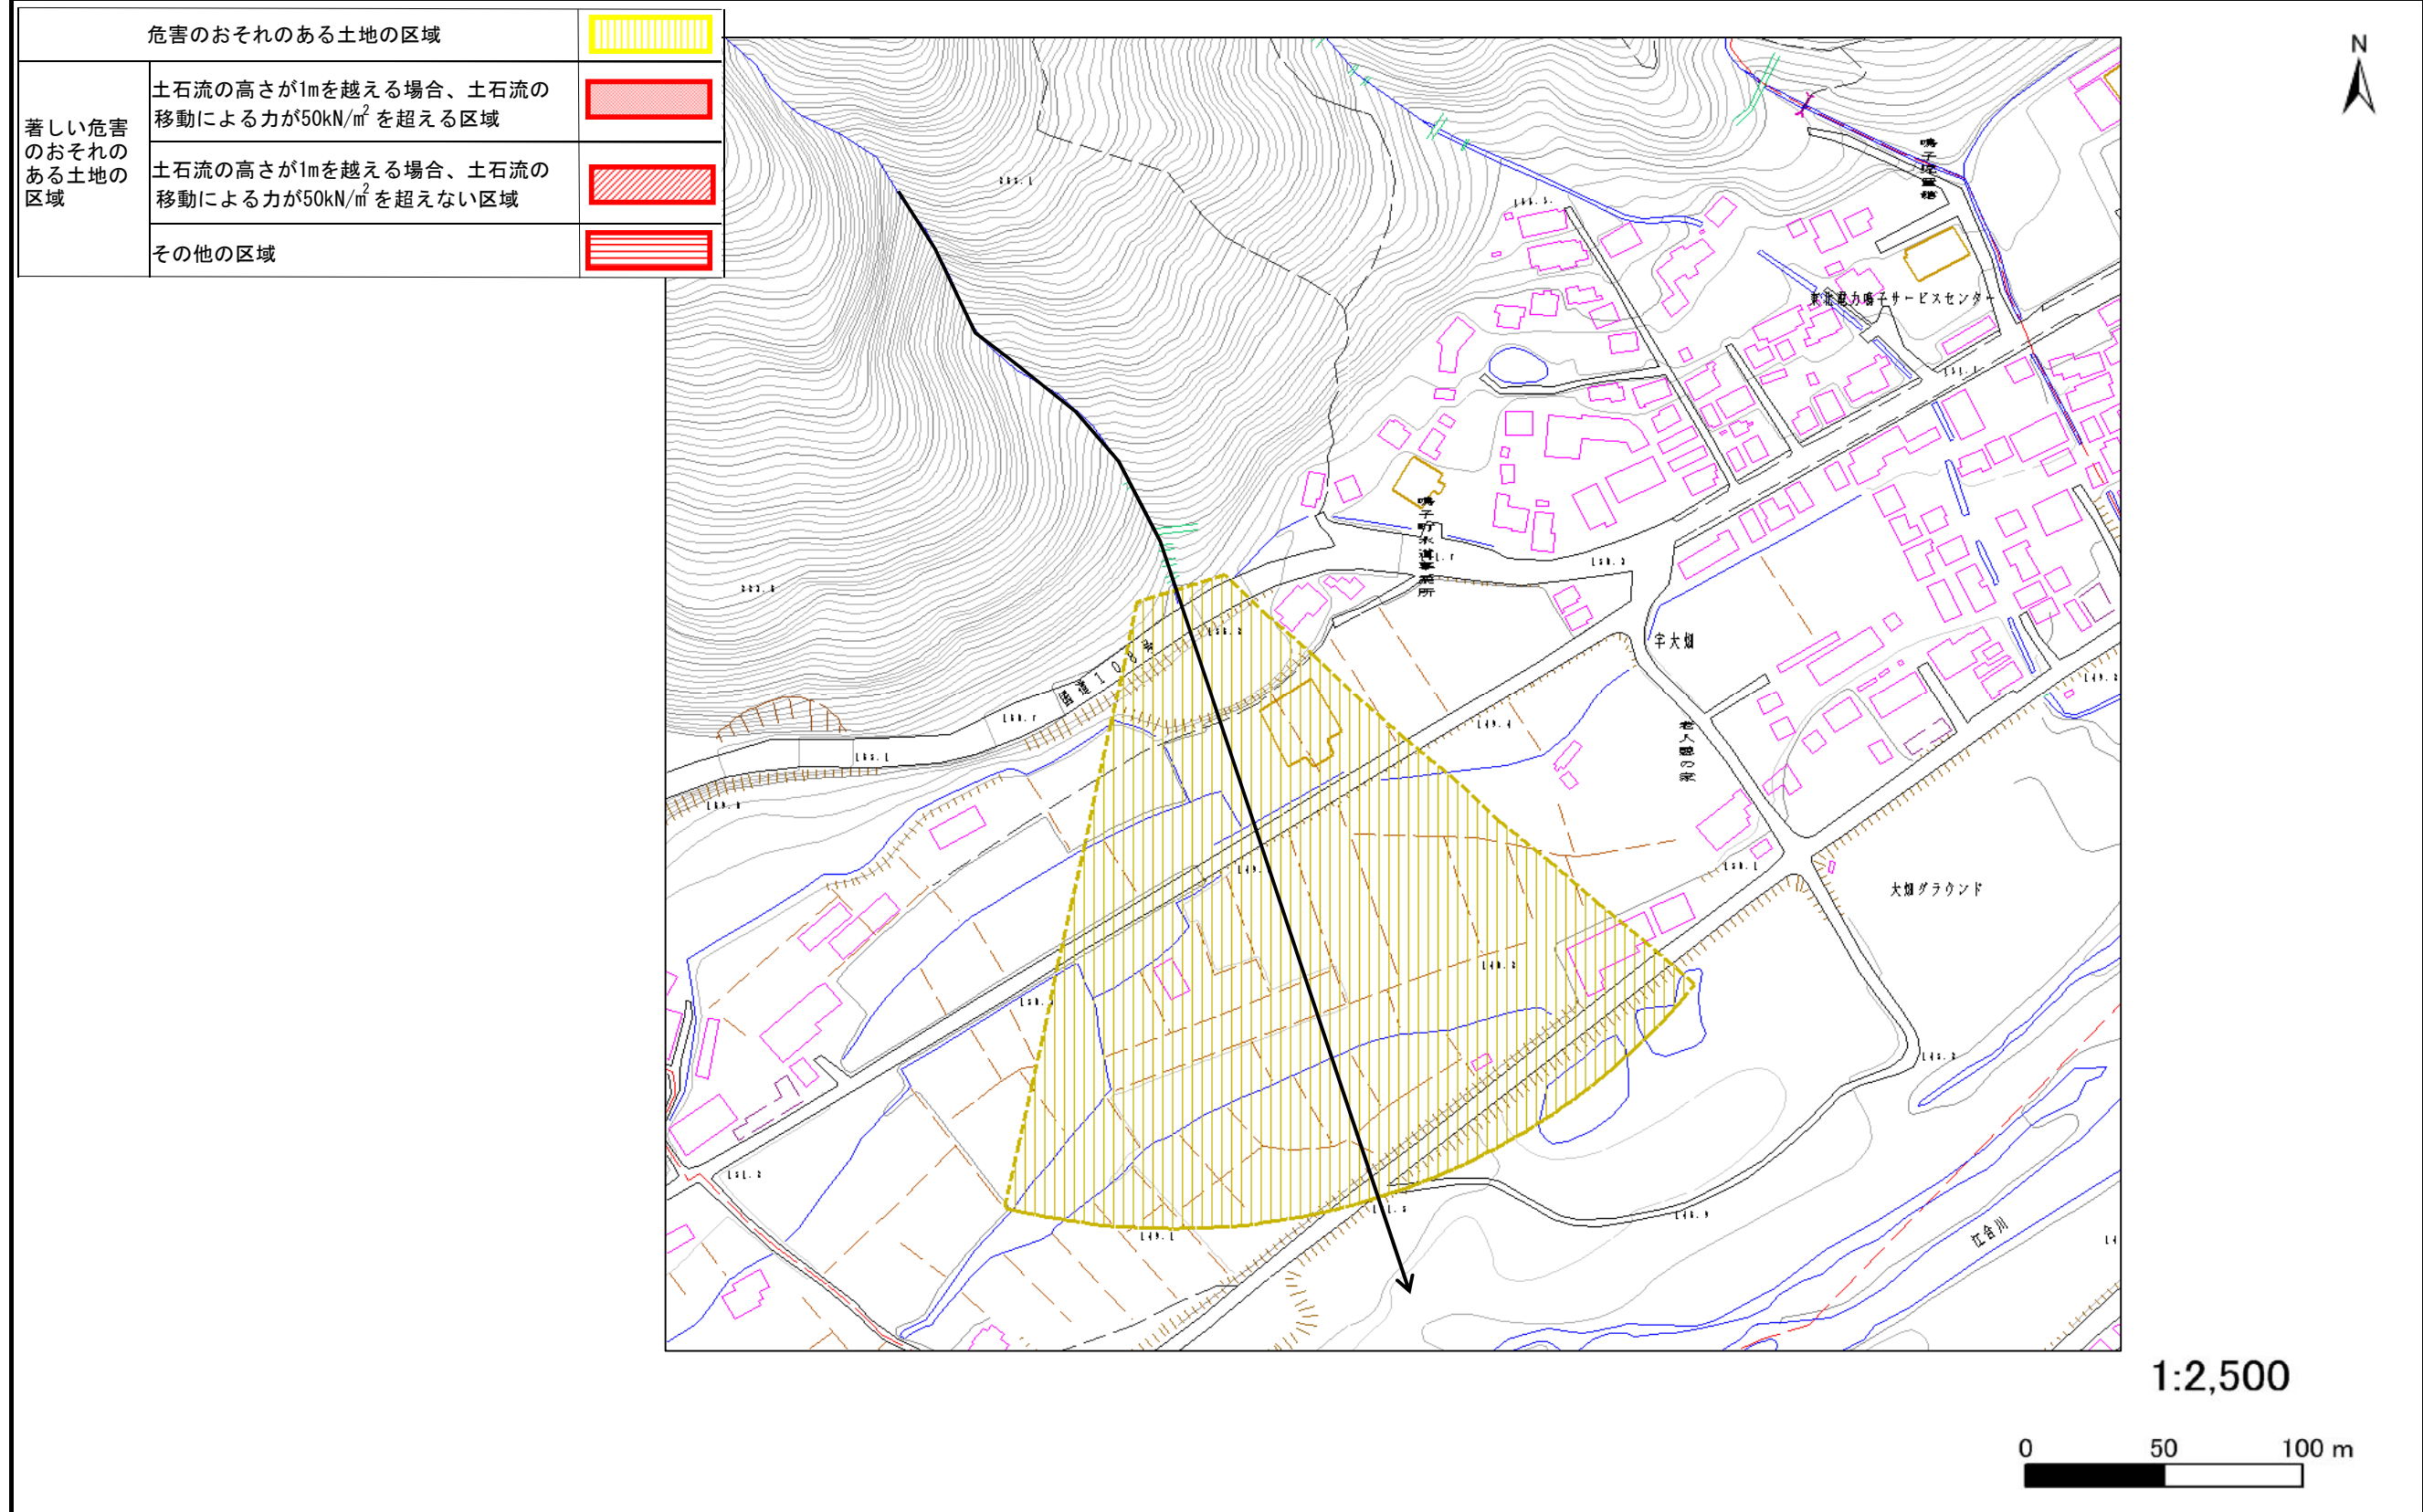 危害のおそれのある土地の区域
著しい危害
のおそれの
ある土地の
区域
土石流の高さが1mを越える場合、土石流の
移動による力が50kN/㎡を超える区域
土石流の高さが1mを越える場合、土石流の
移動による力が50kN/㎡を超えない区域
その他の区域
N
東北電力鳴子サービスセンター
鳴子町水道事業所
国道108号
字大畑
老人憩の家
大畑グラウンド
江合川
1:2,500
0 50 100 m